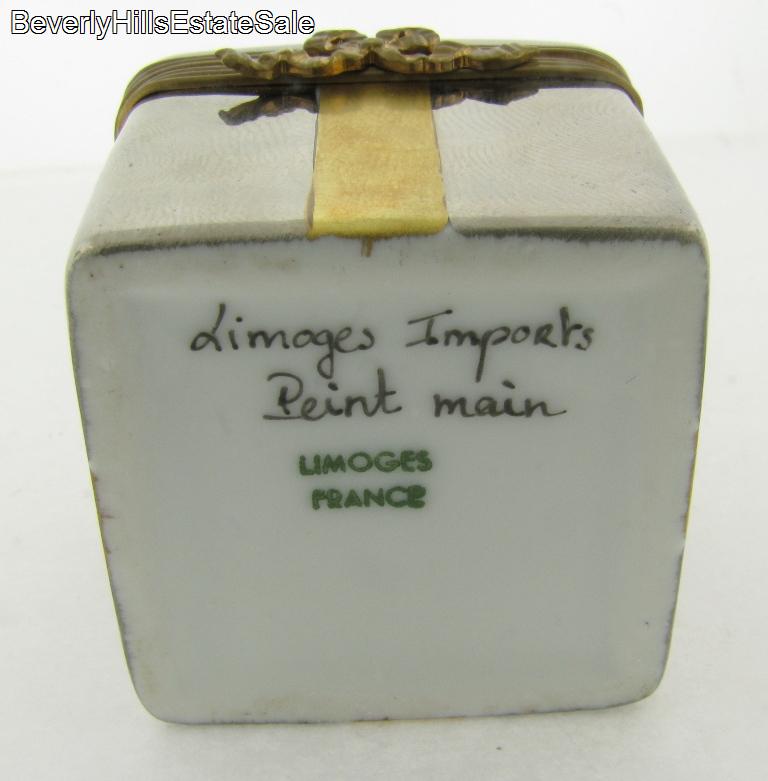 BeverlyHillsEstateSale
Limoges Imports
Peint main
LIMOGES
FRANCE